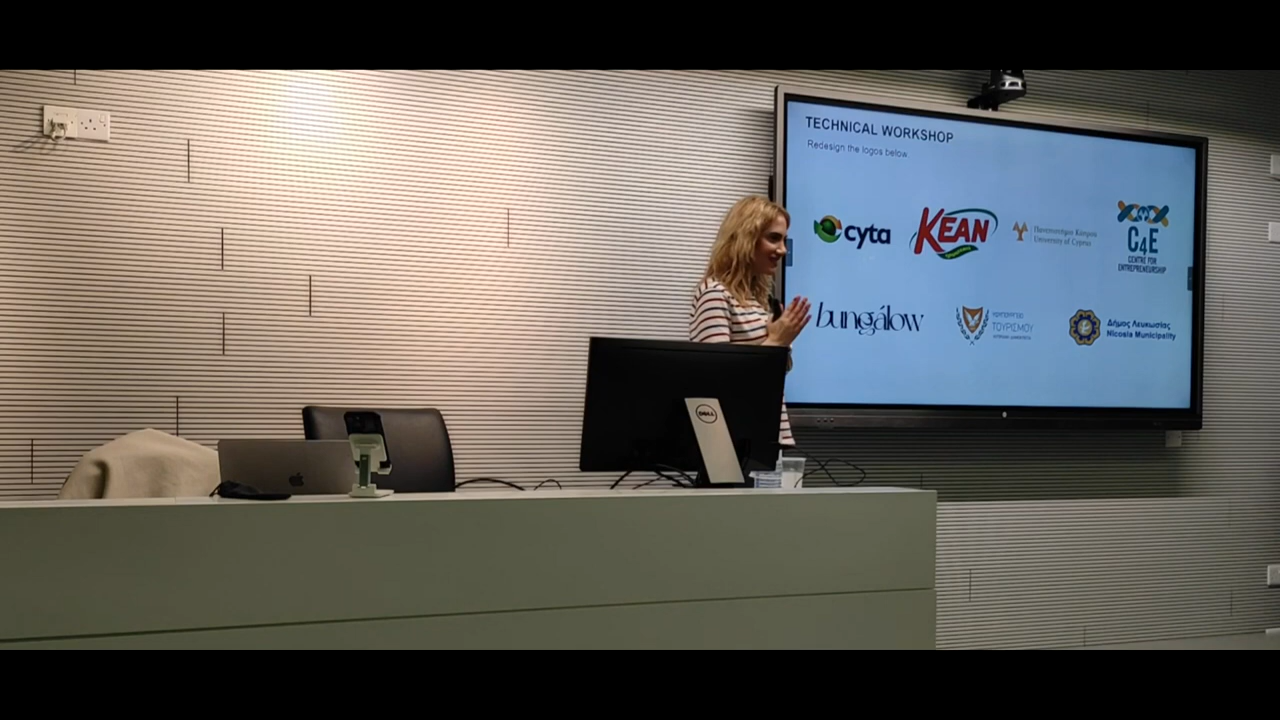 TECHNICAL WORKSHOP
Redesign the logos below
cyta
KEAN
Πανεπιστήμιο Κύπρου
University of Cyprus
C4E
CENTRE FOR
ENTREPRENEURSHIP
bungálow
ΥΦΥΠΟΥΡΓΕΙΟ
ΤΟΥΡΙΣΜΟΥ
Δήμος Λευκωσίας
Nicosia Municipality
DELL